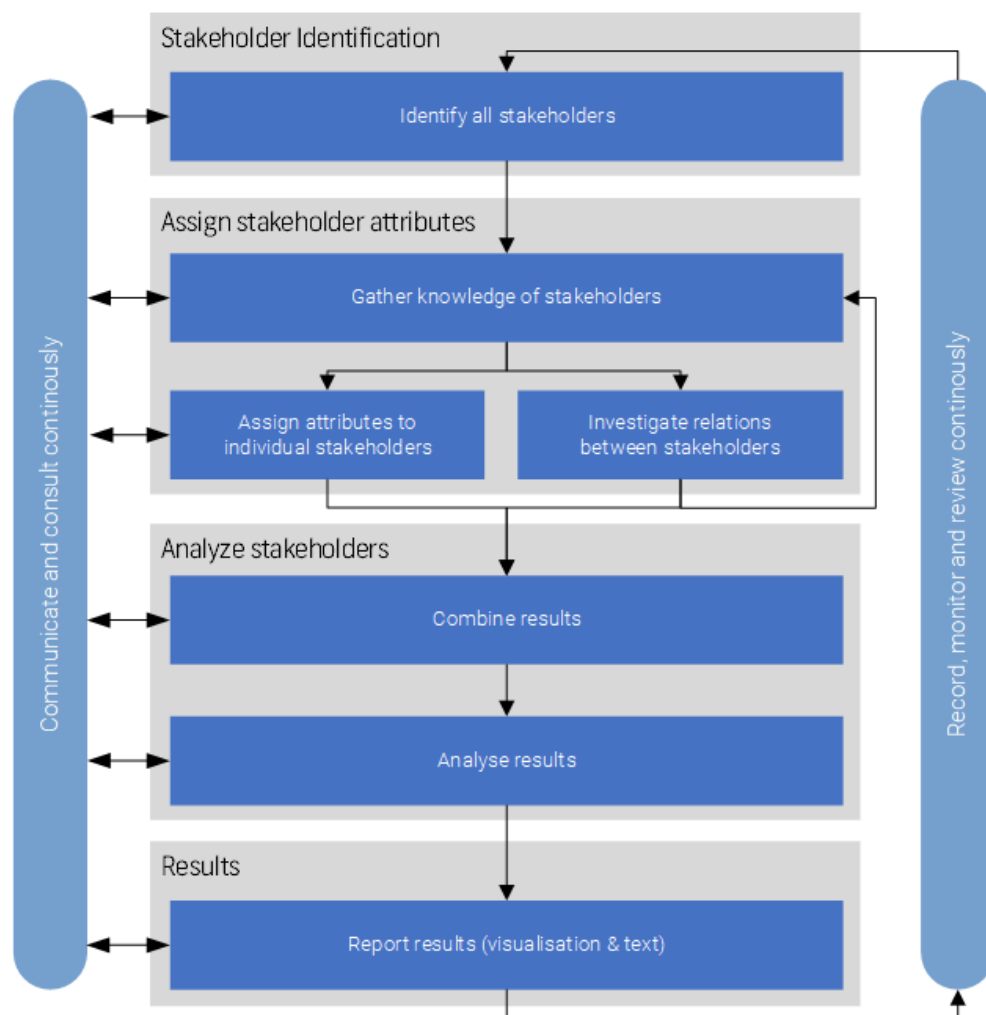 Stakeholder Identification
Identify all stakeholders
Assign stakeholder attributes
Gather knowledge of stakeholders
Assign attributes to
individual stakeholders
Investigate relations
between stakeholders
Analyze stakeholders
Combine results
Analyse results
Results
Report results (visualisation & text)
Communicate and consult continously
Record, monitor and review continously